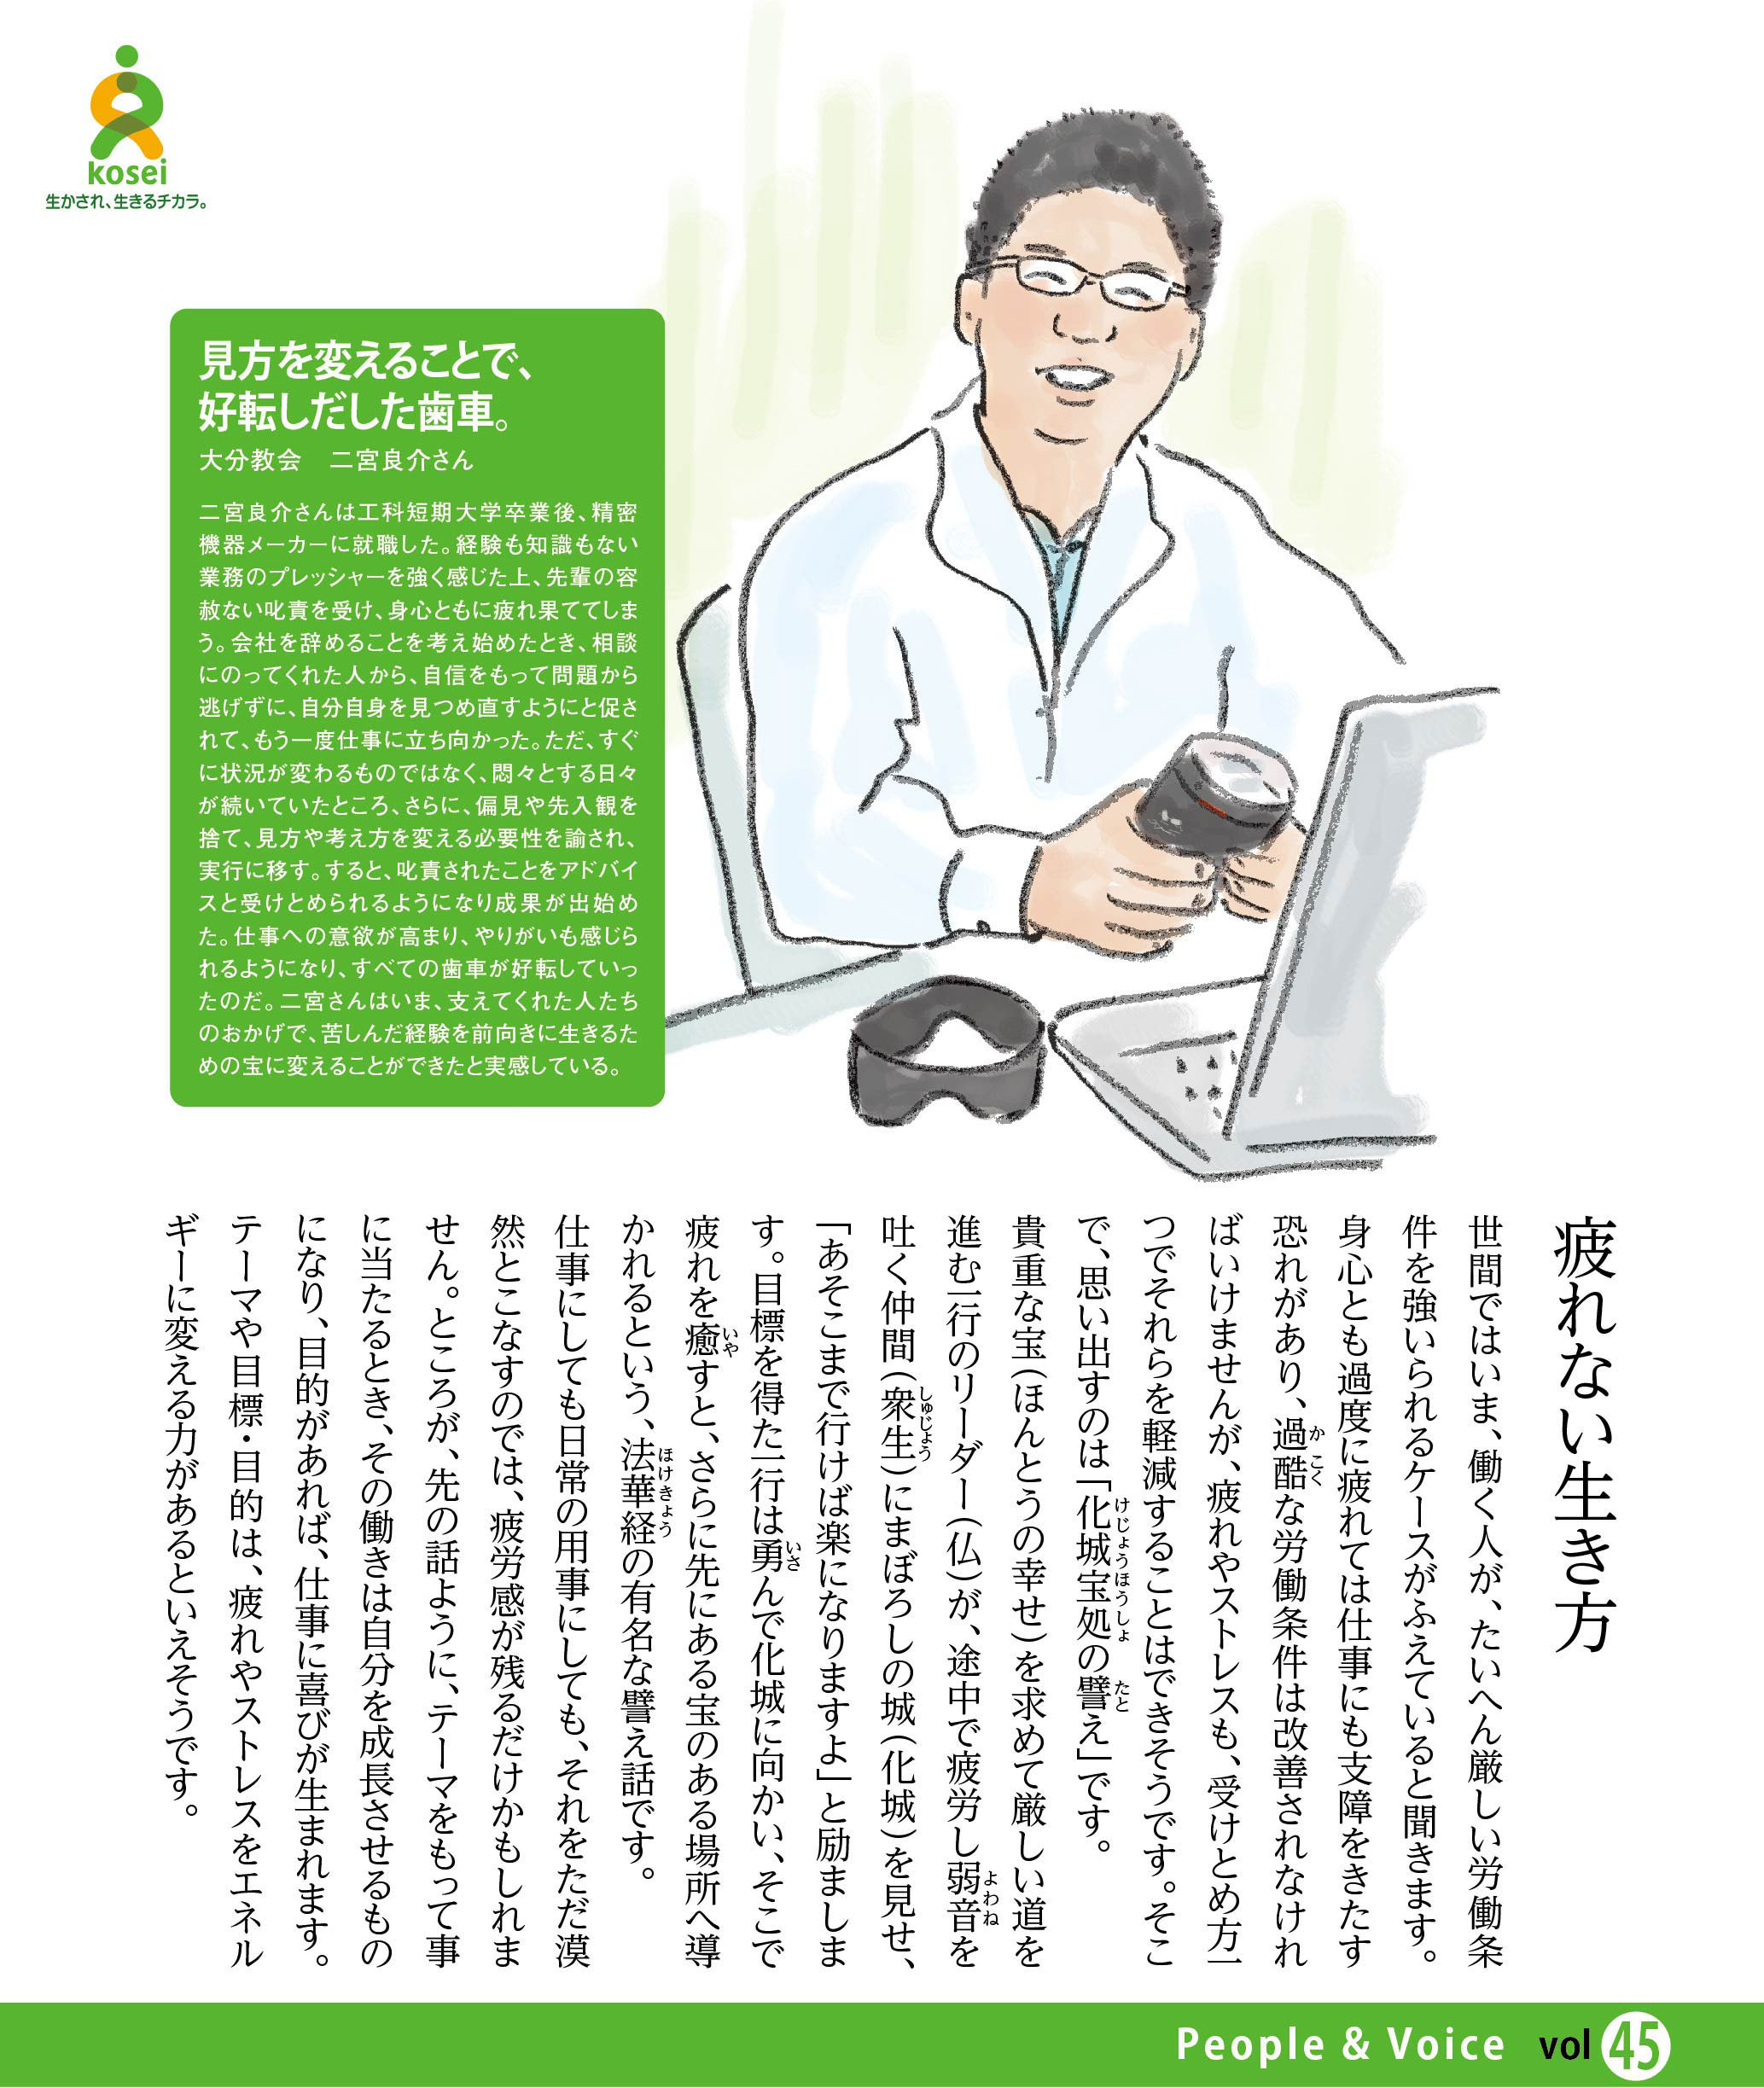 kosei
生かされ、生きるチカラ。
見方を変えることで、
好転しだした歯車。
大分教会　二宮良介さん
二宮良介さんは工科短期大学卒業後、精密
機器メーカーに就職した。経験も知識もない
業務のプレッシャーを強く感じた上、先輩の容
赦ない叱責を受け、身心ともに疲れ果ててしま
う。会社を辞めることを考え始めたとき、相談
にのってくれた人から、自信をもって問題から
逃げずに、自分自身を見つめ直すようにと促さ
れて、もう一度仕事に立ち向かった。ただ、すぐ
に状況が変わるものではなく、悶々とする日々
が続いていたところ、さらに、偏見や先入観を
捨て、見方や考え方を変える必要性を諭され、
実行に移す。すると、叱責されたことをアドバイ
スと受けとめられるようになり成果が出始め
た。仕事への意欲が高まり、やりがいも感じら
れるようになり、すべての歯車が好転していっ
たのだ。二宮さんはいま、支えてくれた人たち
のおかげで、苦しんだ経験を前向きに生きるた
めの宝に変えることができたと実感している。
疲れない生き方
世間ではいま、働く人が、たいへん厳しい労働条
件を強いられるケースがふえていると聞きます。
身心とも過度に疲れては仕事にも支障をきたす
恐れがあり、過酷な労働条件は改善されなけれ
かこく
ばいけませんが、疲れやストレスも、受けとめ方一
つでそれらを軽減することはできそうです。そこ
で、思い出すのは「化城宝処の譬え」です。
けじょうほうしょ　たと
貴重な宝(ほんとうの幸せ)を求めて厳しい道を
進む一行のリーダー(仏)が、途中で疲労し弱音を
よわね
吐く仲間(衆生)にまぼろしの城(化城)を見せ、
しゅじょう
「あそこまで行けば楽になりますよ」と励ましま
す。目標を得た一行は勇んで化城に向かい、そこで
いさ
疲れを癒すと、さらに先にある宝のある場所へ導
いや
かれるという、法華経の有名な譬え話です。
ほけきょう
仕事にしても日常の用事にしても、それをただ漠
然とこなすのでは、疲労感が残るだけかもしれま
せん。ところが、先の話ように、テーマをもって事
に当たるとき、その働きは自分を成長させるもの
になり、目的があれば、仕事に喜びが生まれます。
テーマや目標・目的は、疲れやストレスをエネル
ギーに変える力があるといえそうです。
People & Voice vol 45